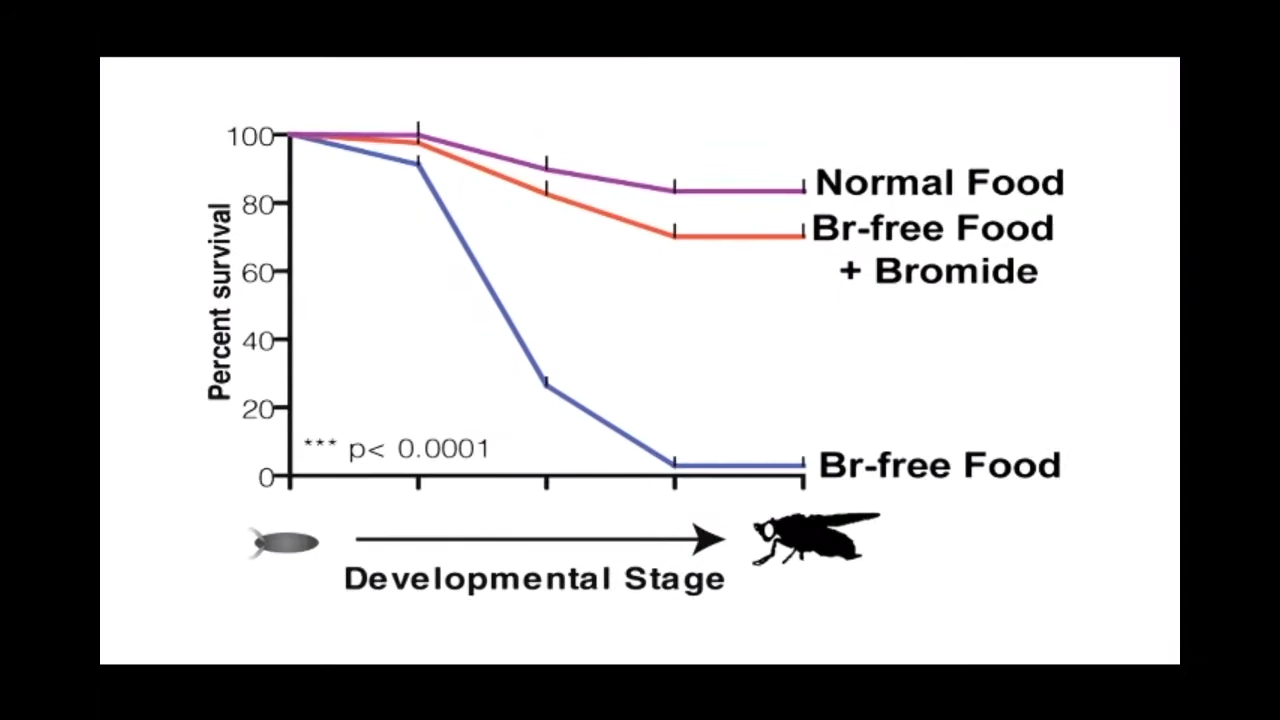 100
80
60
40
20
0
Percent survival
Normal Food
Br-free Food
+ Bromide
Br-free Food
*** p< 0.0001
Developmental Stage